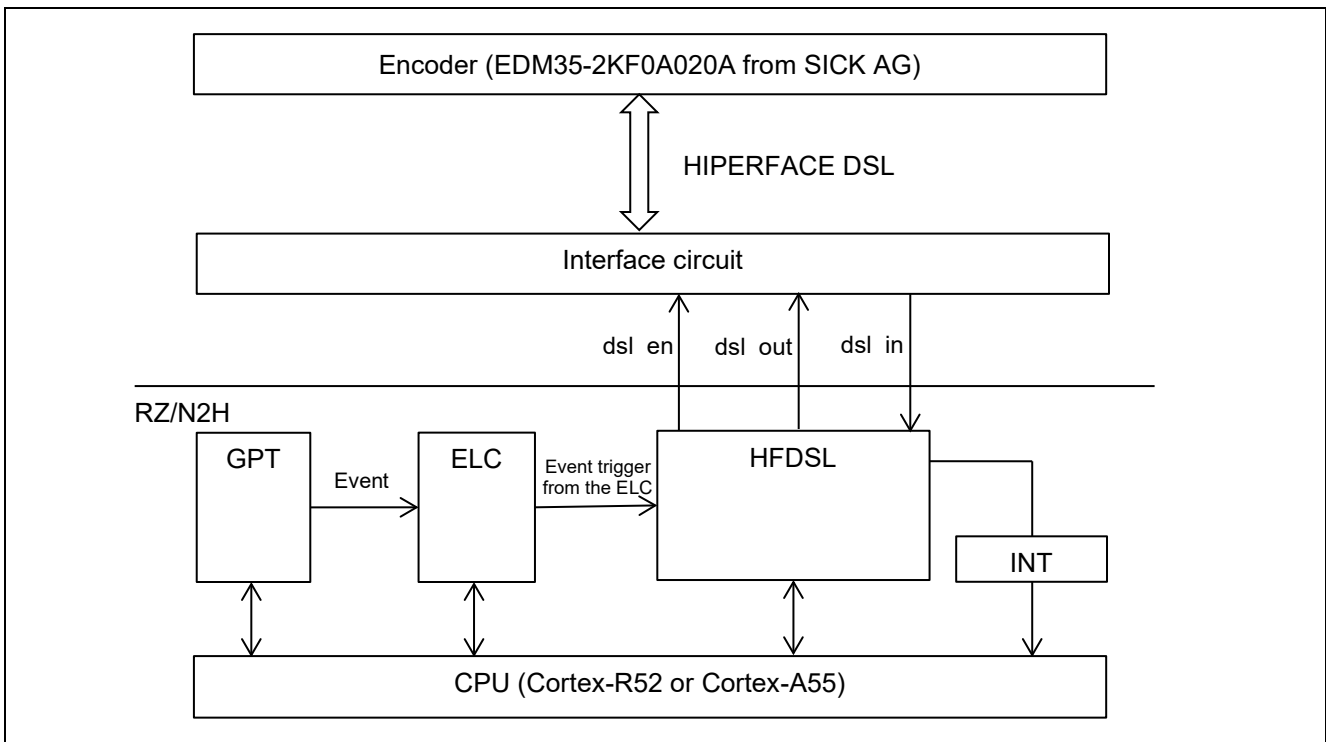 Encoder (EDM35-2KF0A020A from SICK AG)
HIPERFACE DSL
Interface circuit
dsl en
dsl out
dsl in
RZ/N2H
GPT
Event
ELC
Event trigger
from the ELC
HFDSL
INT
CPU (Cortex-R52 or Cortex-A55)